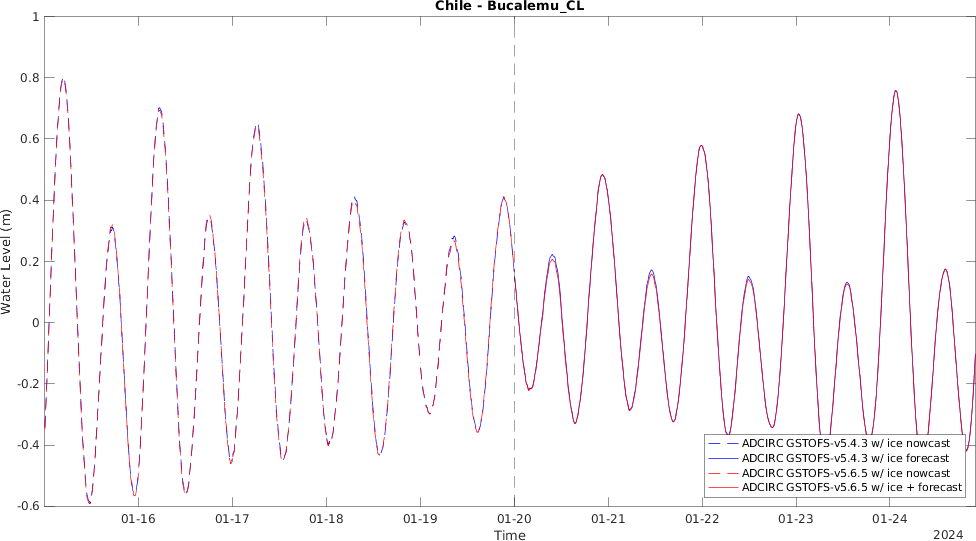 Chile - Bucalemu_CL
1
0.8
0.6
0.4
0.2
0
-0.2
-0.4
-0.6
Water Level (m)
01-16 01-17 01-18 01-19 01-20 01-21 01-22 01-23 01-24
Time
2024
ADCIRC GSTOFS-v5.4.3 w/ ice nowcast
ADCIRC GSTOFS-v5.4.3 w/ ice forecast
ADCIRC GSTOFS-v5.6.5 w/ ice nowcast
ADCIRC GSTOFS-v5.6.5 w/ ice + forecast